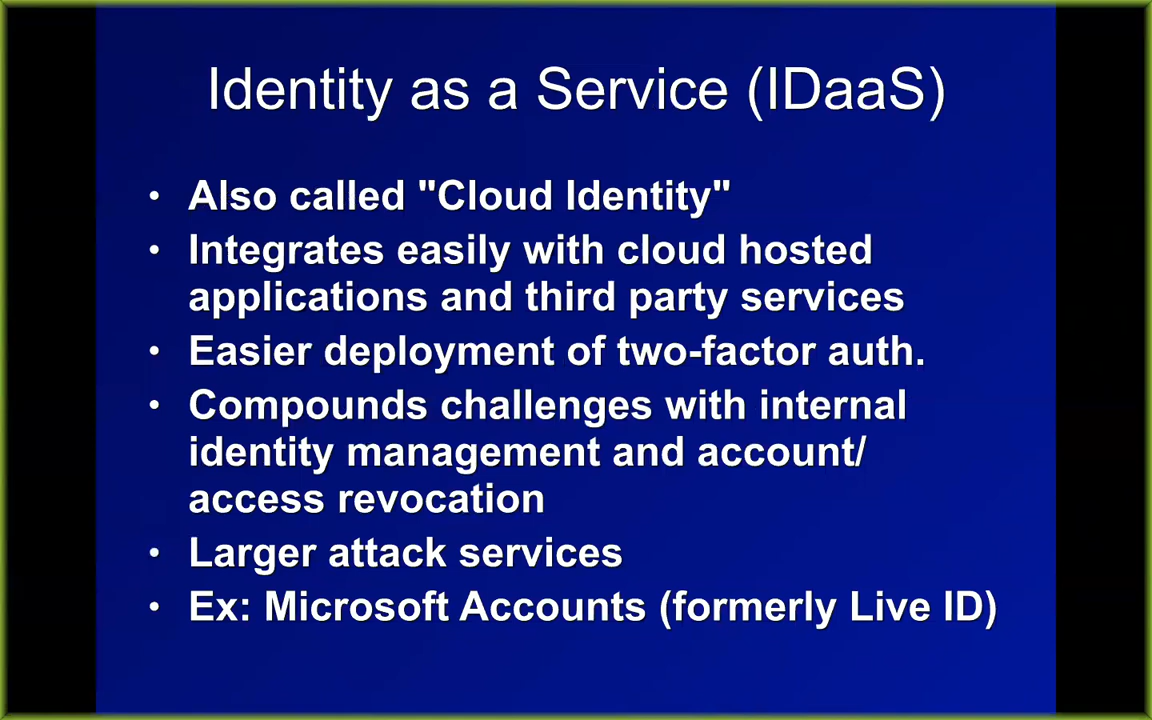 Identity as a Service (IDaaS)
• Also called "Cloud Identity"
• Integrates easily with cloud hosted
applications and third party services
• Easier deployment of two-factor auth.
• Compounds challenges with internal
identity management and account/
access revocation
• Larger attack services
• Ex: Microsoft Accounts (formerly Live ID)